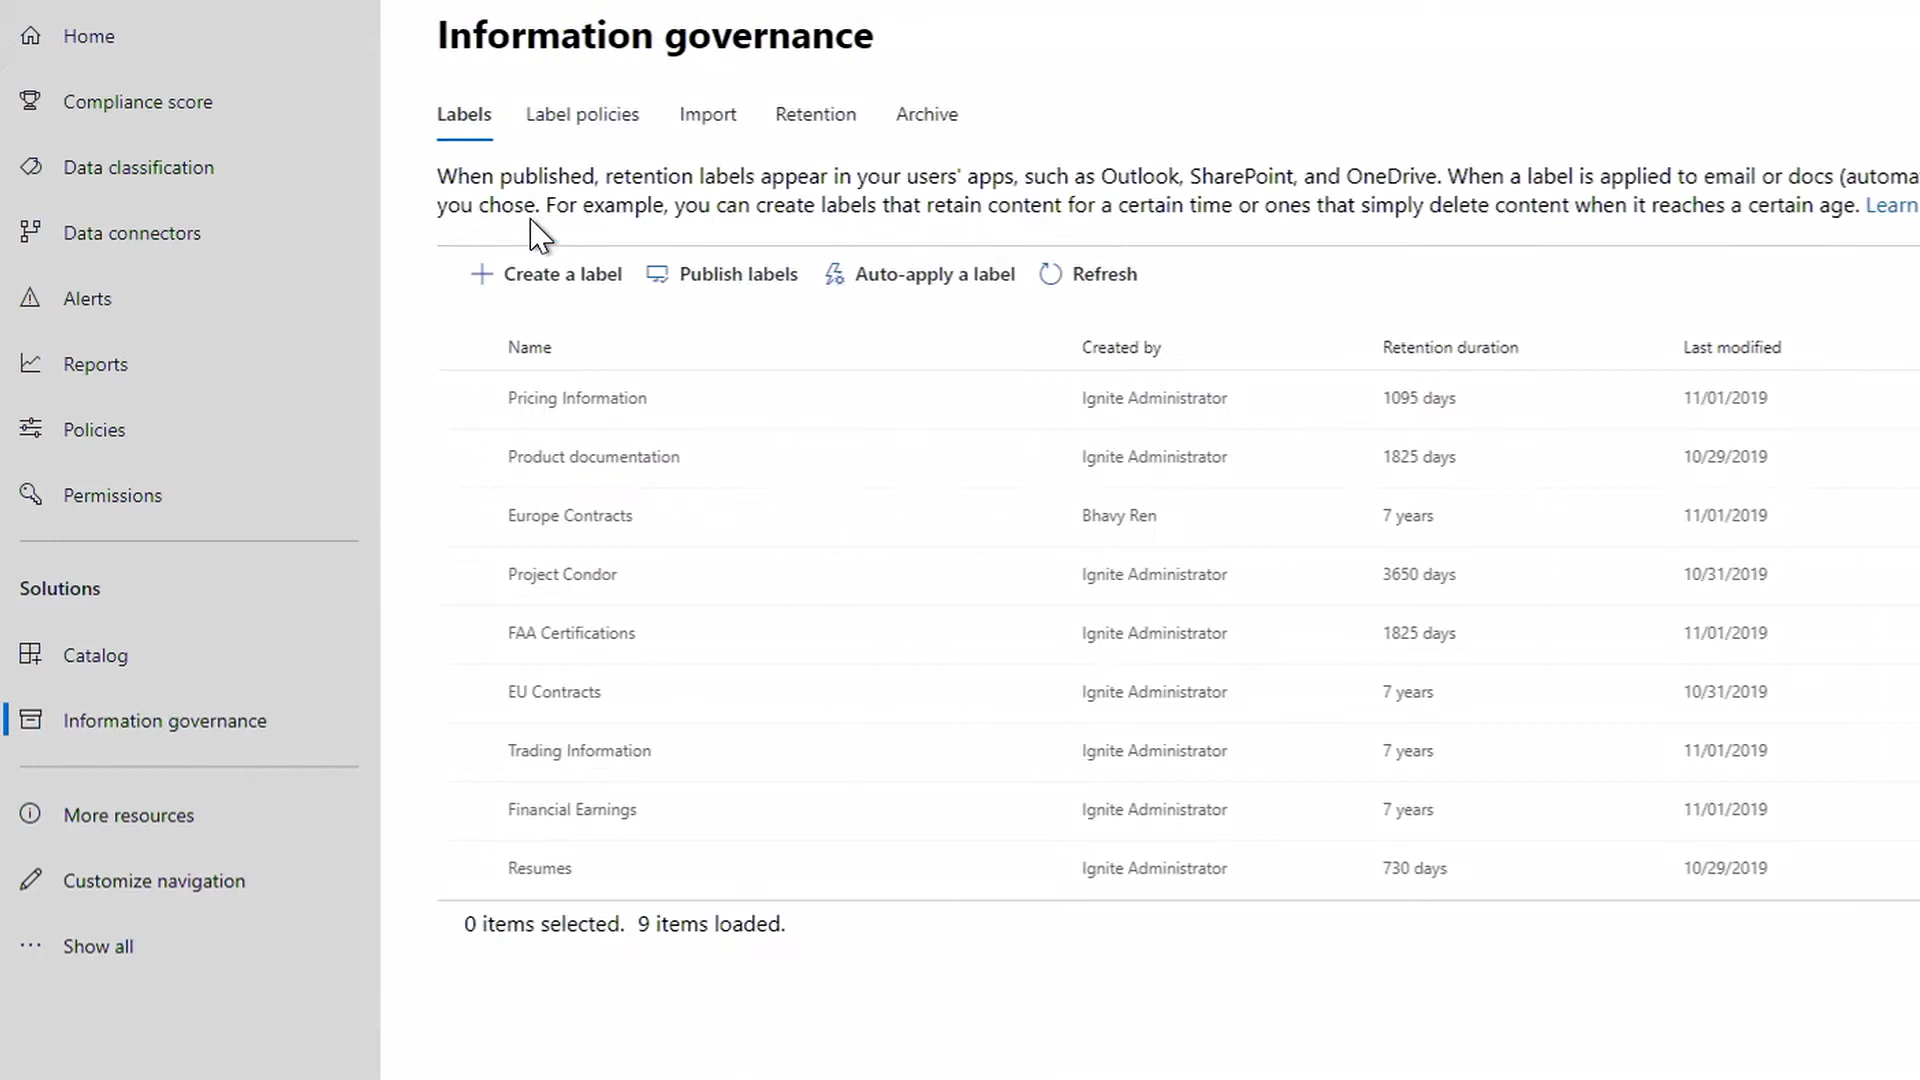 Home
Compliance score
Data classification
Data connectors
Alerts
Reports
Policies
Permissions
Solutions
Catalog
Information governance
More resources
Customize navigation
Show all
Information governance
Labels Label policies Import Retention Archive
When published, retention labels appear in your users' apps, such as Outlook, SharePoint, and OneDrive. When a label is applied to email or docs (automa
you chose. For example, you can create labels that retain content for a certain time or ones that simply delete content when it reaches a certain age. Learn
Create a label Publish labels Auto-apply a label Refresh
Name Created by Retention duration Last modified
Pricing Information Ignite Administrator 1095 days 11/01/2019
Product documentation Ignite Administrator 1825 days 10/29/2019
Europe Contracts Bhavy Ren 7 years 11/01/2019
Project Condor Ignite Administrator 3650 days 10/31/2019
FAA Certifications Ignite Administrator 1825 days 11/01/2019
EU Contracts Ignite Administrator 7 years 10/31/2019
Trading Information Ignite Administrator 7 years 11/01/2019
Financial Earnings Ignite Administrator 7 years 11/01/2019
Resumes Ignite Administrator 730 days 10/29/2019
0 items selected. 9 items loaded.